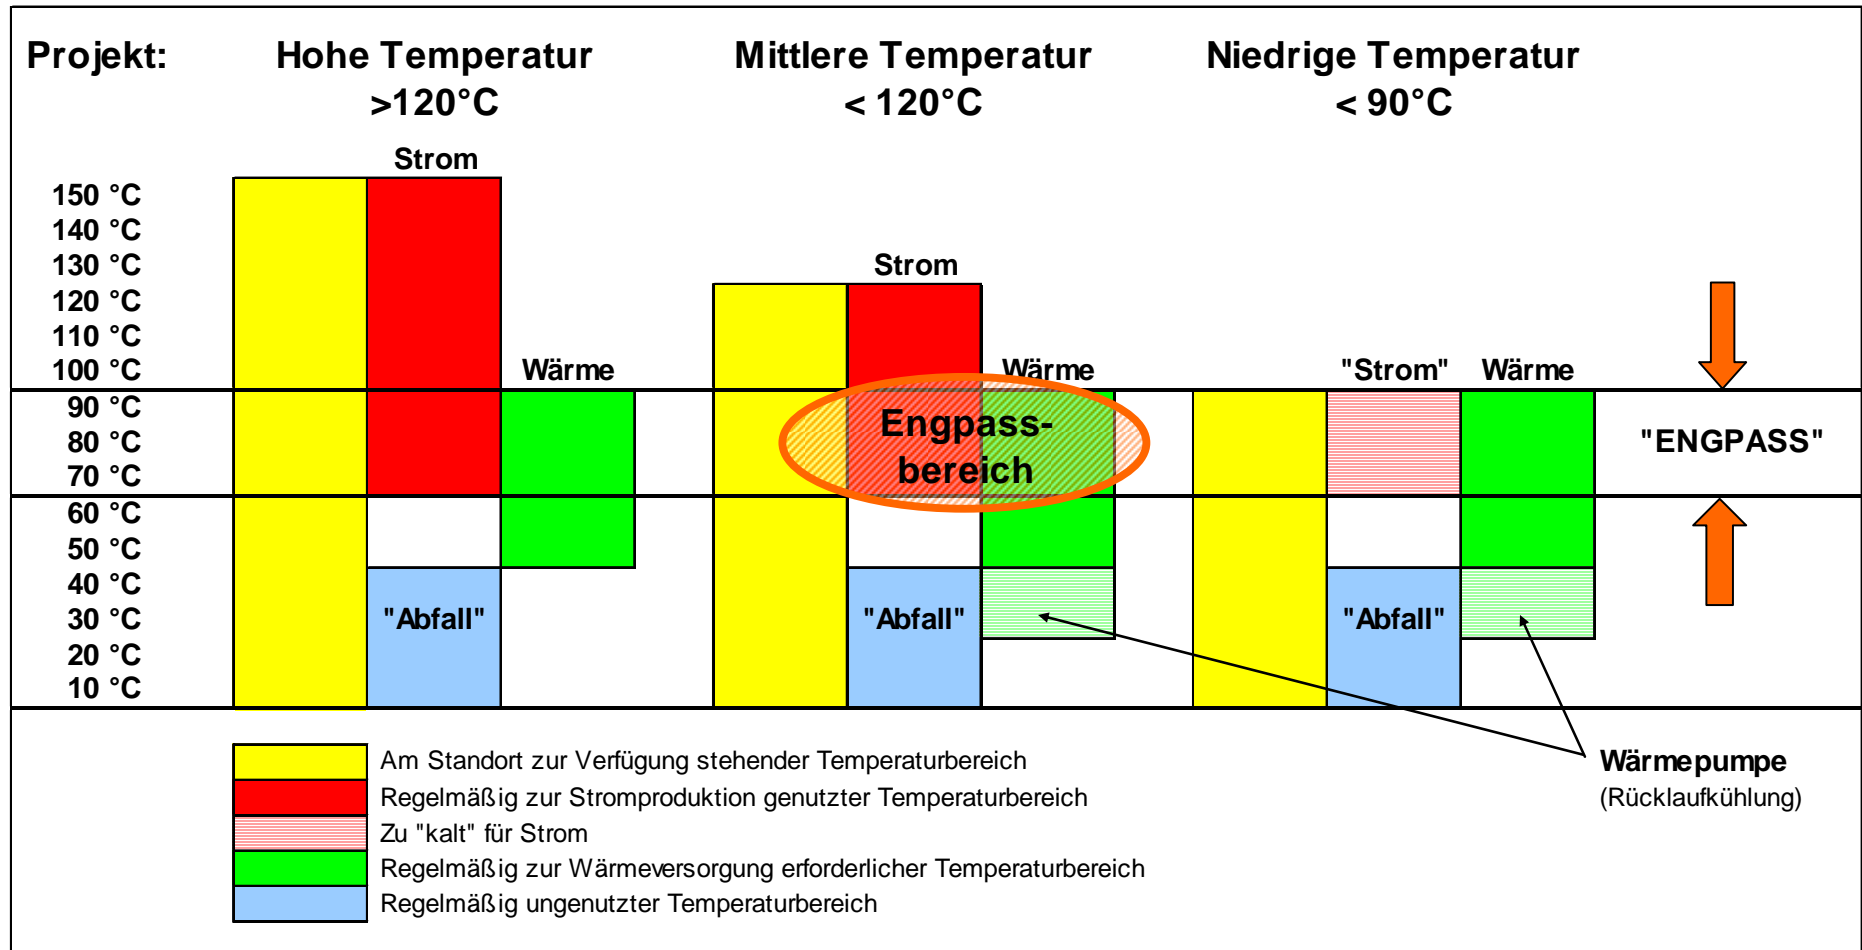 Projekt:
Hohe Temperatur
>120°C
Mittlere Temperatur
< 120°C
Niedrige Temperatur
< 90°C
Strom
150 °C
140 °C
130 °C
Strom
120 °C
110 °C
100 °C
Wärme
Wärme
"Strom"
Wärme
90 °C
80 °C
70 °C
Engpass-
bereich
"ENGPASS"
60 °C
50 °C
40 °C
30 °C
"Abfall"
"Abfall"
"Abfall"
20 °C
10 °C
Am Standort zur Verfügung stehender Temperaturbereich
Regelmäßig zur Stromproduktion genutzter Temperaturbereich
Zu "kalt" für Strom
Regelmäßig zur Wärmeversorgung erforderlicher Temperaturbereich
Regelmäßig ungenutzter Temperaturbereich
Wärmepumpe
(Rücklaufkühlung)